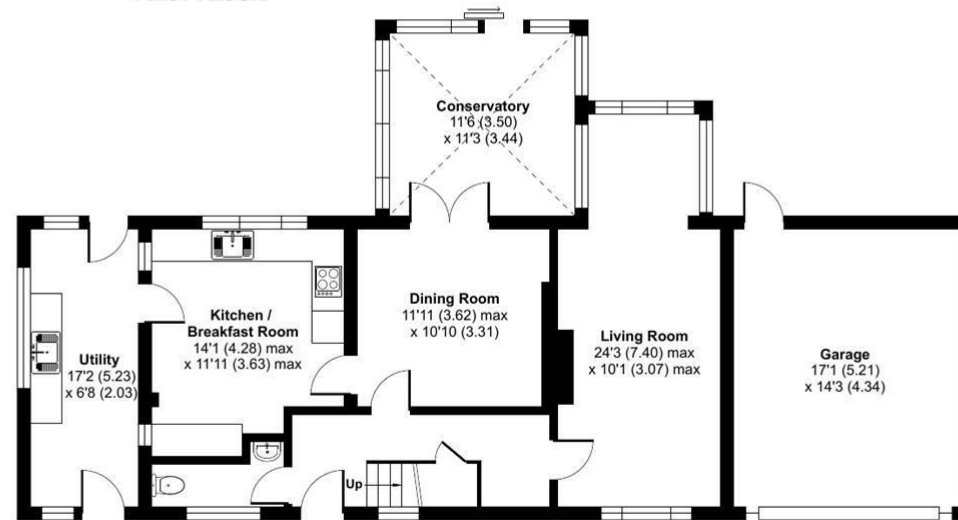 Conservatory
11'6 (3.50)
x 11'3 (3.44)
Kitchen /
Breakfast Room
14'1 (4.28) max
x 11'11 (3.63) max
Dining Room
11'11 (3.62) max
x 10'10 (3.31)
Living Room
24'3 (7.40) max
x 10'1 (3.07) max
Garage
17'1 (5.21)
x 14'3 (4.34)
Utility
17'2 (5.23)
x 6'8 (2.03)
Up